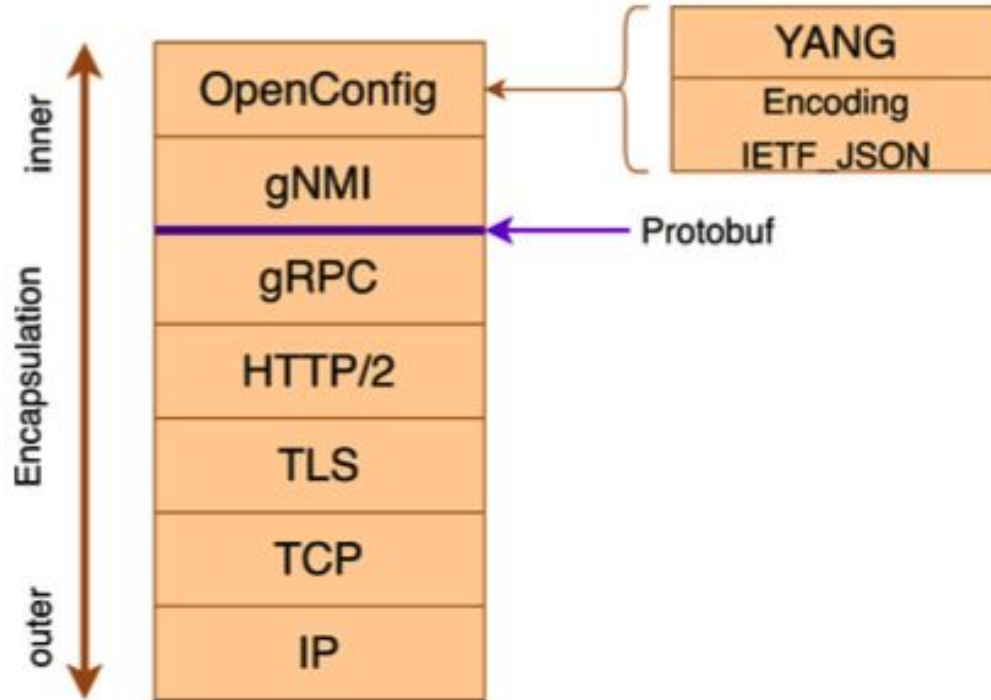 YANG
OpenConfig
Encoding
IETF_JSON
inner
gNMI
Protobuf
gRPC
Encapsulation
HTTP/2
TLS
TCP
outer
IP